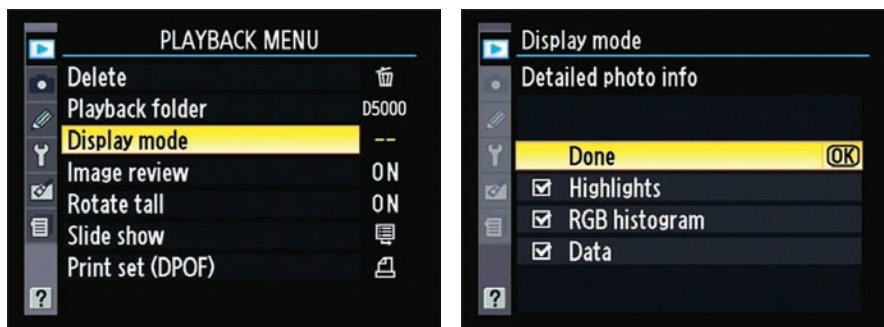 PLAYBACK MENU
Delete
Playback folder D5000
Display mode --
Image review ON
Rotate tall ON
Slide show
Print set (DPOF)
?
Display mode
Detailed photo info
Done OK
Highlights
RGB histogram
Data
?